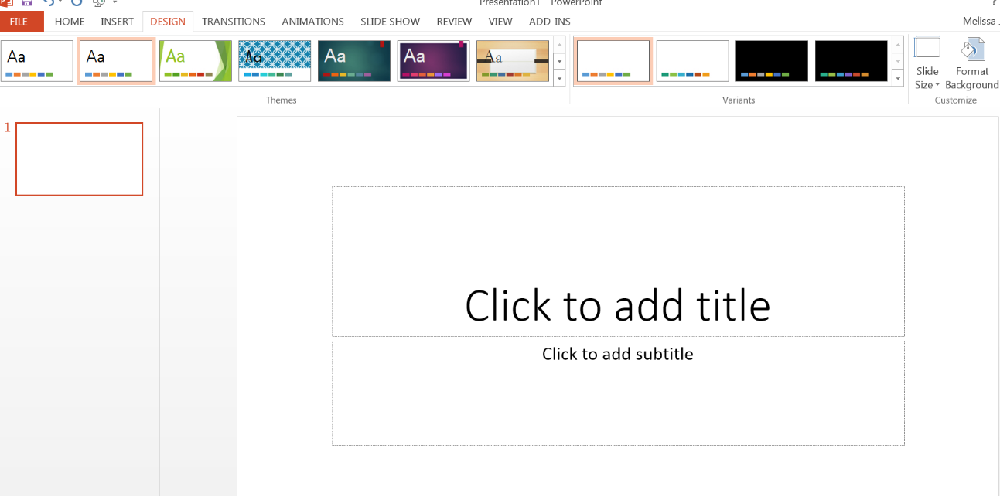 Presentation1 - PowerPoint
FILE HOME INSERT DESIGN TRANSITIONS ANIMATIONS SLIDE SHOW REVIEW VIEW ADD-INS
Melissa
Aa Aa Aa Aa Aa Aa Aa
Slide Size
Format Background
Themes
Variants
Customize
1
Click to add title
Click to add subtitle